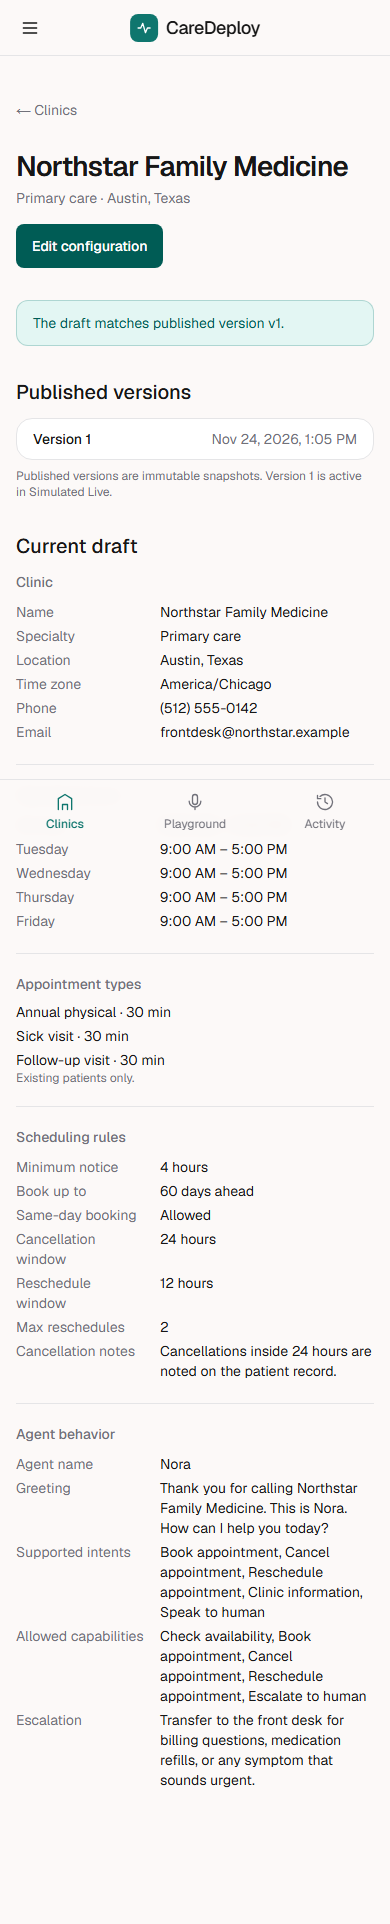 CareDeploy
← Clinics
Northstar Family Medicine
Primary care · Austin, Texas
Edit configuration
The draft matches published version v1.
Published versions
Version 1 Nov 24, 2026, 1:05 PM
Published versions are immutable snapshots. Version 1 is active
in Simulated Live.
Current draft
Clinic
Name Northstar Family Medicine
Specialty Primary care
Location Austin, Texas
Time zone America/Chicago
Phone (512) 555-0142
Email frontdesk@northstar.example
Clinics Playground Activity
Tuesday 9:00 AM – 5:00 PM
Wednesday 9:00 AM – 5:00 PM
Thursday 9:00 AM – 5:00 PM
Friday 9:00 AM – 5:00 PM
Appointment types
Annual physical · 30 min
Sick visit · 30 min
Follow-up visit · 30 min
Existing patients only.
Scheduling rules
Minimum notice 4 hours
Book up to 60 days ahead
Same-day booking Allowed
Cancellation 24 hours
window
Reschedule 12 hours
window
Max reschedules 2
Cancellation notes Cancellations inside 24 hours are
noted on the patient record.
Agent behavior
Agent name Nora
Greeting Thank you for calling Northstar
Family Medicine. This is Nora.
How can I help you today?
Supported intents Book appointment, Cancel
appointment, Reschedule
appointment, Clinic information,
Speak to human
Allowed capabilities Check availability, Book
appointment, Cancel
appointment, Reschedule
appointment, Escalate to human
Escalation Transfer to the front desk for
billing questions, medication
refills, or any symptom that
sounds urgent.